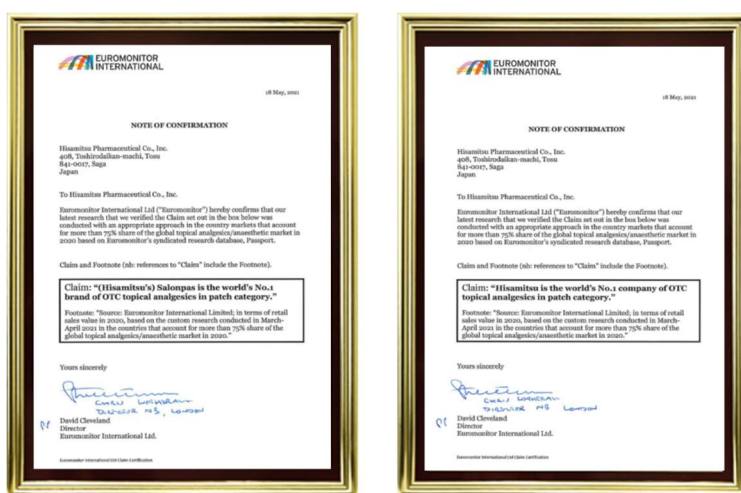 EUROMONITOR
INTERNATIONAL
18 May, 2021
NOTE OF CONFIRMATION
Hisamitsu Pharmaceutical Co., Inc.
408, Toshirodaikan-machi, Tosu
841-0017, Saga
Japan
To Hisamitsu Pharmaceutical Co., Inc.
Euromonitor International Ltd ("Euromonitor") hereby confirms that our
latest research that we verified the Claim set out in the box below was
conducted with an appropriate approach in the country markets that account
for more than 75% share of the global topical analgesics/anaesthetic market in
2020 based on Euromonitor's syndicated research database, Passport.
Claim and Footnote (nb: references to "Claim" include the Footnote).
Claim: "(Hisamitsu's) Salonpas is the world's No.1
brand of OTC topical analgesics in patch category."
Footnote: "Source: Euromonitor International Limited; in terms of retail
sales value in 2020, based on the custom research conducted in March-
April 2021 in the countries that account for more than 75% share of the
global topical analgesics/anaesthetic market in 2020."
Yours sincerely
DIRECTOR NB, LONDON
David Cleveland
Director
Euromonitor International Ltd.
Euromonitor International Ltd Claim Certification
EUROMONITOR
INTERNATIONAL
18 May, 2021
NOTE OF CONFIRMATION
Hisamitsu Pharmaceutical Co., Inc.
408, Toshirodaikan-machi, Tosu
841-0017, Saga
Japan
To Hisamitsu Pharmaceutical Co., Inc.
Euromonitor International Ltd ("Euromonitor") hereby confirms that our
latest research that we verified the Claim set out in the box below was
conducted with an appropriate approach in the country markets that account
for more than 75% share of the global topical analgesics/anaesthetic market in
2020 based on Euromonitor's syndicated research database, Passport.
Claim and Footnote (nb: references to "Claim" include the Footnote).
Claim: "Hisamitsu is the world's No.1 company of OTC
topical analgesics in patch category."
Footnote: "Source: Euromonitor International Limited; in terms of retail
sales value in 2020, based on the custom research conducted in March-
April 2021 in the countries that account for more than 75% share of the
global topical analgesics/anaesthetic market in 2020."
Yours sincerely
DIRECTOR NB LONDON
David Cleveland
Director
Euromonitor International Ltd.
Euromonitor International Ltd Claim Certification